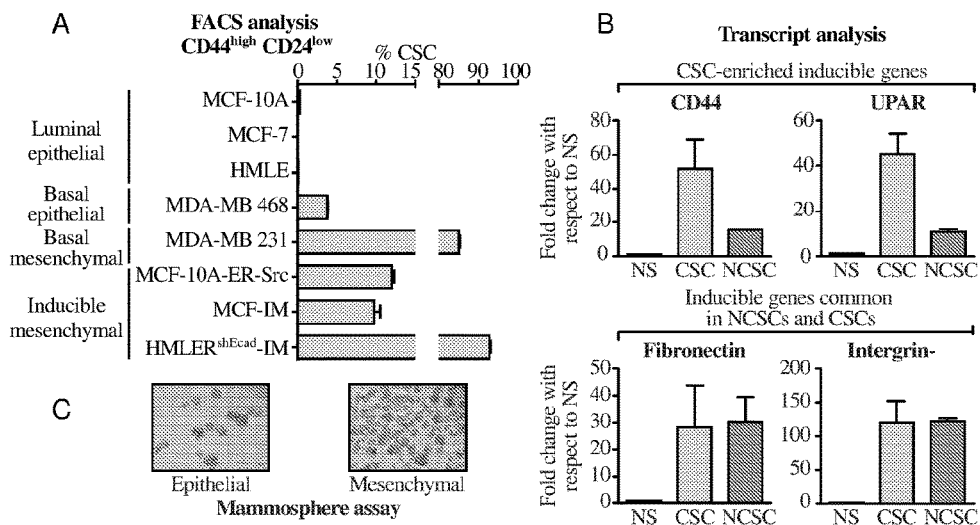 A
FACS analysis
CD44high CD24low
% CSC
0 5 10 15 80 90 100
Luminal epithelial
MCF-10A
MCF-7
HMLE
Basal epithelial
MDA-MB 468
Basal mesenchymal
MDA-MB 231
Inducible mesenchymal
MCF-10A-ER-Src
MCF-IM
HMLERshEcad-IM
B
Transcript analysis
CSC-enriched inducible genes
CD44
Fold change with respect to NS
80
60
40
20
0
NS CSC NCSC
UPAR
60
40
20
0
NS CSC NCSC
Inducible genes common
in NCSCs and CSCs
Fibronectin
Fold change with respect to NS
50
40
30
20
10
0
NS CSC NCSC
Intergrin-
200
150
100
50
0
NS CSC NCSC
C
Epithelial
Mesenchymal
Mammosphere assay